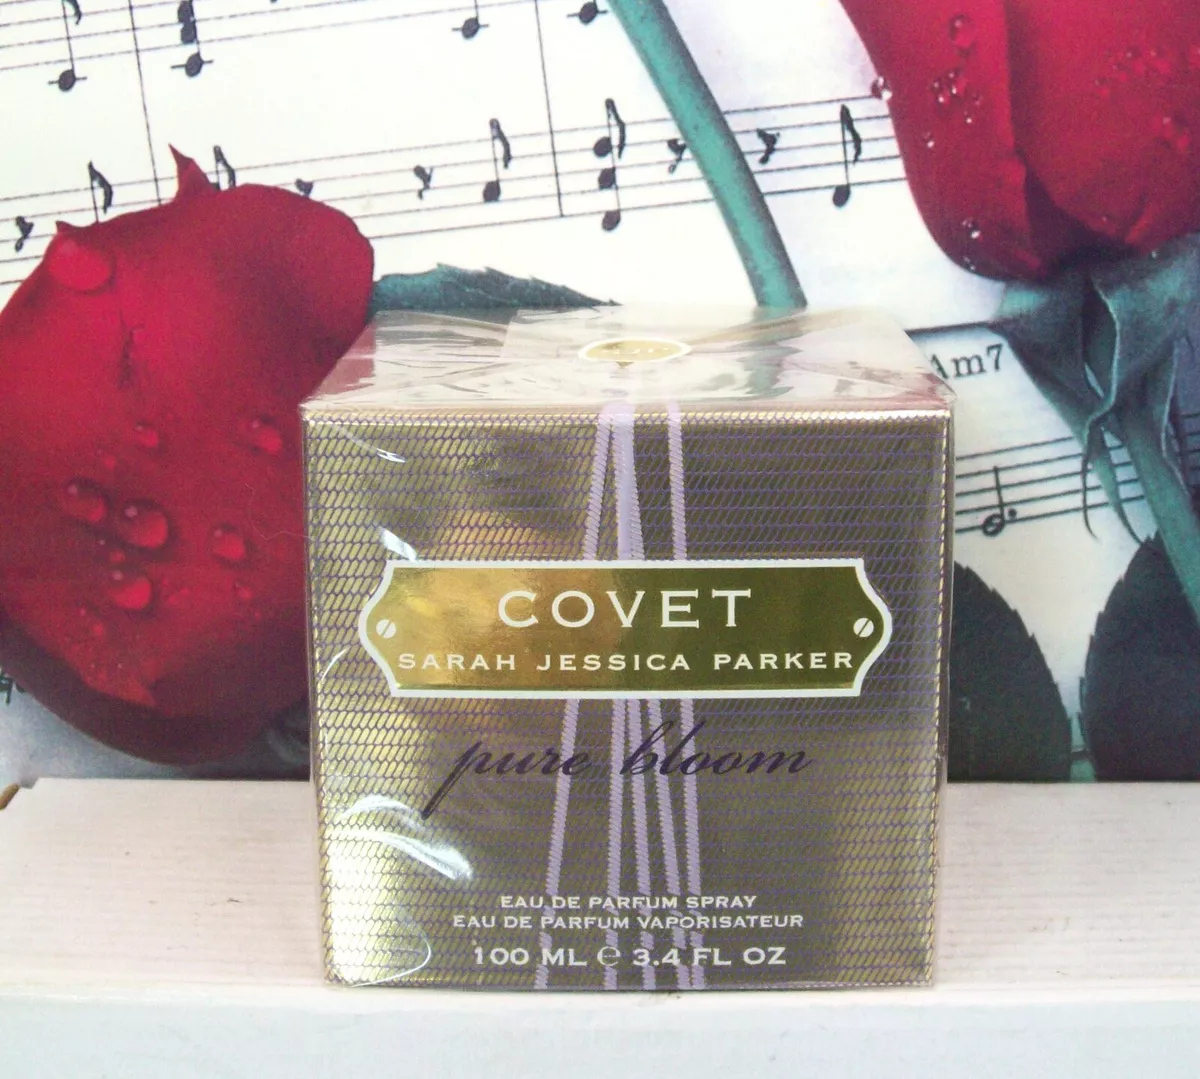 Am7
COVET
SARAH JESSICA PARKER
pure bloom
EAU DE PARFUM SPRAY
EAU DE PARFUM VAPORISATEUR
100 ML ℮ 3.4 FL OZ